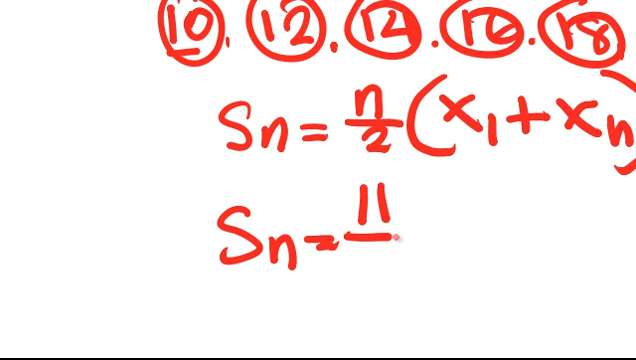 10. 12. 14. 16. 18
Sn = n/2 (x₁ + xn)
Sn = 11/